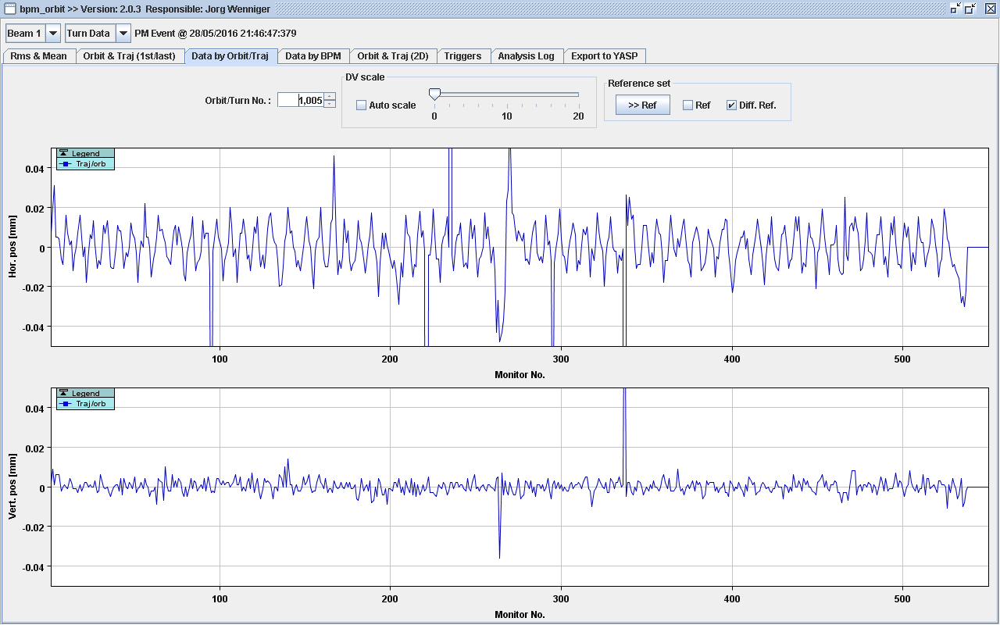 bpm_orbit >> Version: 2.0.3 Responsible: Jorg Wenniger
Beam 1 Turn Data PM Event @ 28/05/2016 21:46:47:379
Rms & Mean Orbit & Traj (1st/last) Data by Orbit/Traj Data by BPM Orbit & Traj (2D) Triggers Analysis Log Export to YASP
DV scale
Reference set
Orbit/Turn No. : 1,005 Auto scale >> Ref Ref Diff. Ref.
0 10 20
Legend
Traj/orb
0.04
0.02
0
-0.02
-0.04
Hor. pos [mm]
100 200 300 400 500
Monitor No.
Legend
Traj/orb
0.04
0.02
0
-0.02
-0.04
Vert. pos [mm]
100 200 300 400 500
Monitor No.